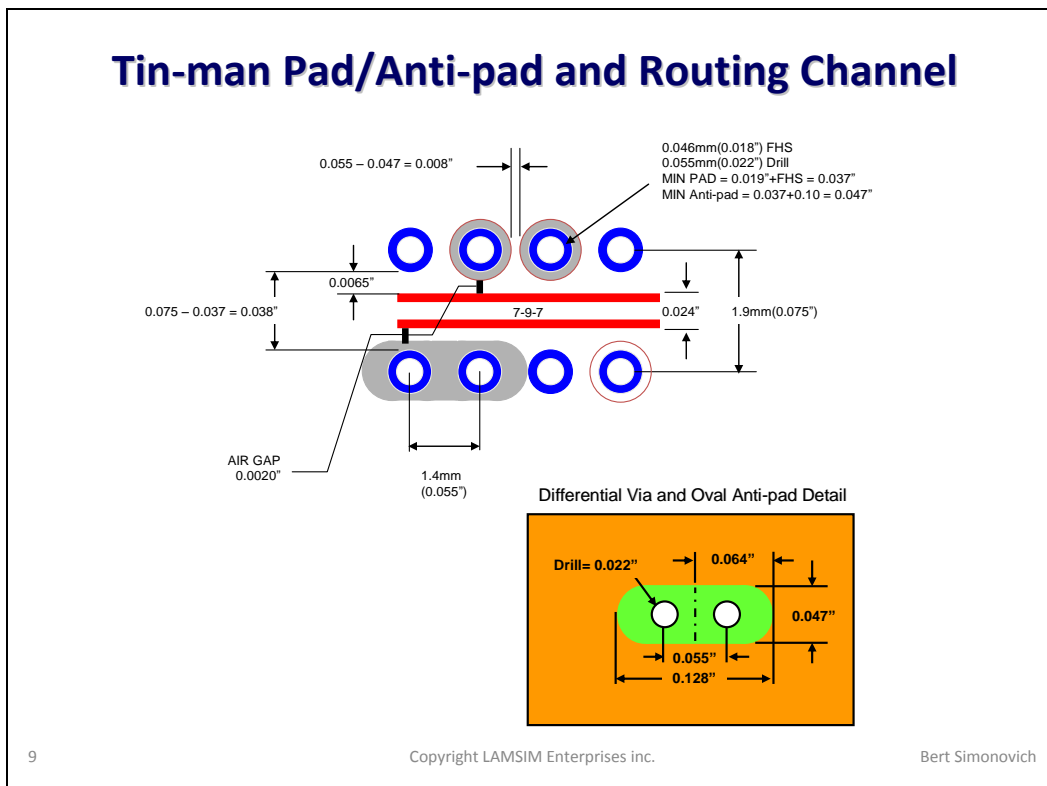 Tin-man Pad/Anti-pad and Routing Channel
0.055 – 0.047 = 0.008”
0.046mm(0.018”) FHS
0.055mm(0.022”) Drill
MIN PAD = 0.019”+FHS = 0.037”
MIN Anti-pad = 0.037+0.10 = 0.047”
0.0065”
0.075 – 0.037 = 0.038”
7-9-7
0.024”
1.9mm(0.075”)
AIR GAP
0.0020”
1.4mm
(0.055”)
Differential Via and Oval Anti-pad Detail
Drill= 0.022”
0.064”
0.047”
0.055”
0.128”
9
Copyright LAMSIM Enterprises inc.
Bert Simonovich